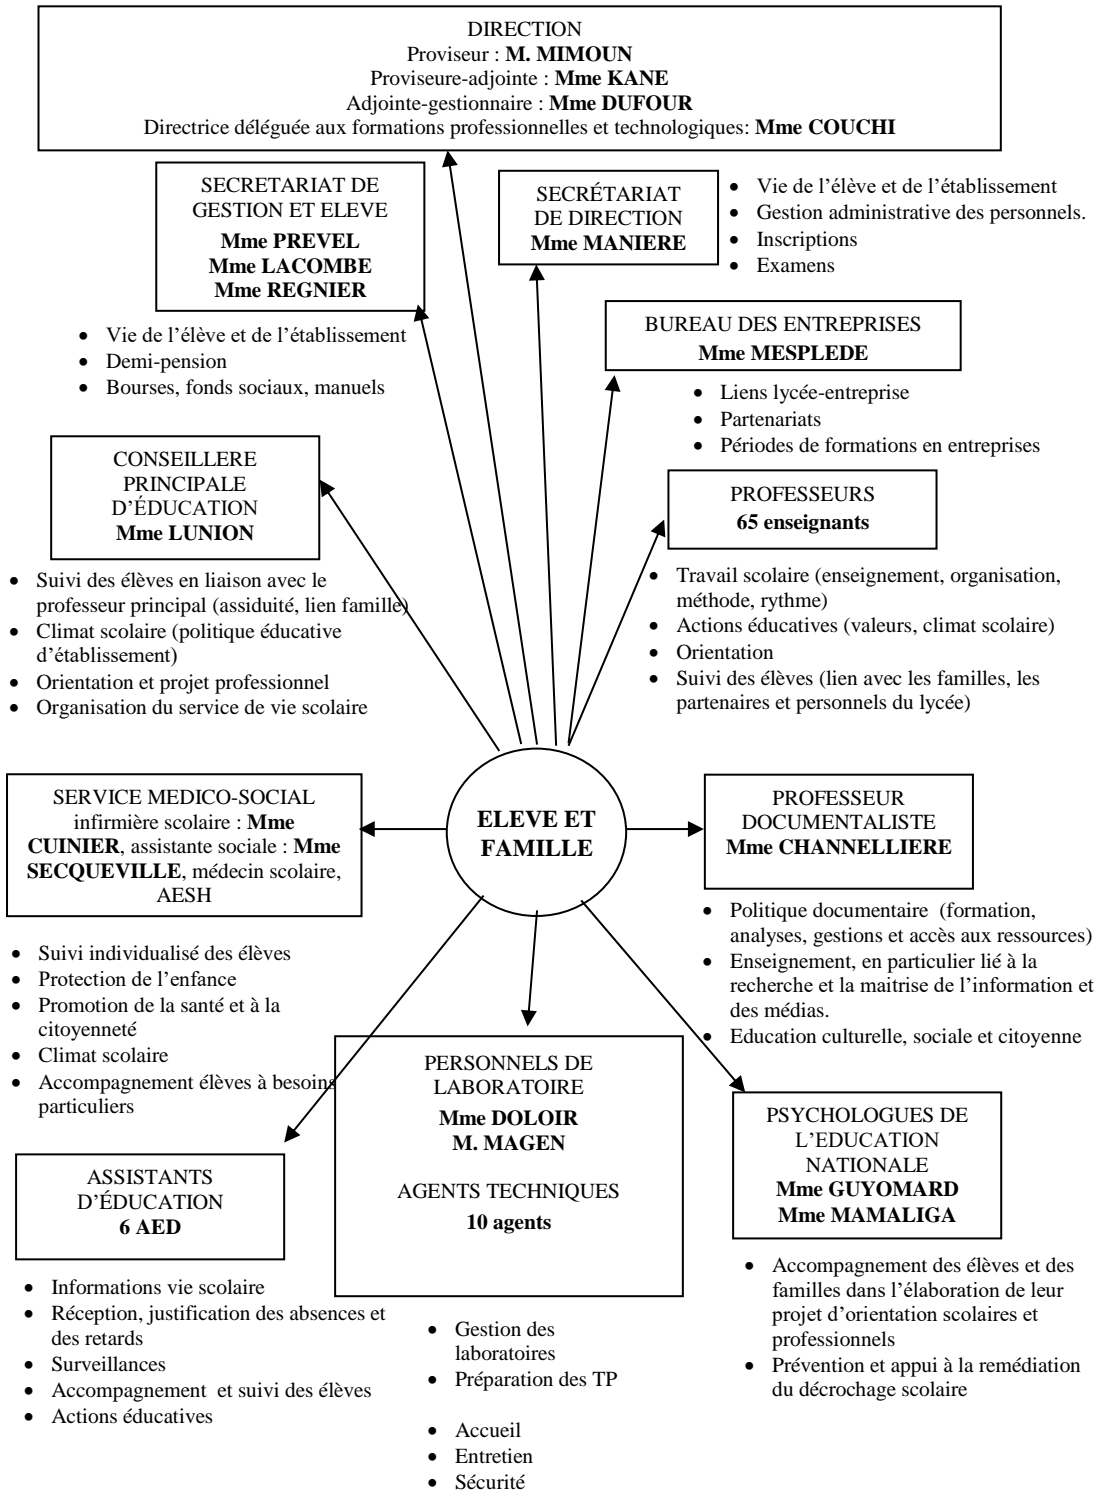 DIRECTION
Proviseur : M. MIMOUN
Proviseure-adjointe : Mme KANE
Adjointe-gestionnaire : Mme DUFOUR
Directrice déléguée aux formations professionnelles et technologiques: Mme COUCHI
SECRETARIAT DE
GESTION ET ELEVE
Mme PREVEL
Mme LACOMBE
Mme REGNIER
• Vie de l’élève et de l’établissement
• Demi-pension
• Bourses, fonds sociaux, manuels
SECRÉTARIAT
DE DIRECTION
Mme MANIERE
• Vie de l’élève et de l’établissement
• Gestion administrative des personnels.
• Inscriptions
• Examens
BUREAU DES ENTREPRISES
Mme MESPLEDE
• Liens lycée-entreprise
• Partenariats
• Périodes de formations en entreprises
CONSEILLERE
PRINCIPALE
D’ÉDUCATION
Mme LUNION
• Suivi des élèves en liaison avec le
professeur principal (assiduité, lien famille)
• Climat scolaire (politique éducative
d’établissement)
• Orientation et projet professionnel
• Organisation du service de vie scolaire
PROFESSEURS
65 enseignants
• Travail scolaire (enseignement, organisation,
méthode, rythme)
• Actions éducatives (valeurs, climat scolaire)
• Orientation
• Suivi des élèves (lien avec les familles, les
partenaires et personnels du lycée)
SERVICE MEDICO-SOCIAL
infirmière scolaire : Mme
CUINIER, assistante sociale : Mme
SECQUEVILLE, médecin scolaire,
AESH
• Suivi individualisé des élèves
• Protection de l’enfance
• Promotion de la santé et à la
citoyenneté
• Climat scolaire
• Accompagnement élèves à besoins
particuliers
ELEVE ET
FAMILLE
PROFESSEUR
DOCUMENTALISTE
Mme CHANNELLIERE
• Politique documentaire (formation,
analyses, gestions et accès aux ressources)
• Enseignement, en particulier lié à la
recherche et la maitrise de l’information et
des médias.
• Education culturelle, sociale et citoyenne
ASSISTANTS
D’ÉDUCATION
6 AED
• Informations vie scolaire
• Réception, justification des absences et
des retards
• Surveillances
• Accompagnement et suivi des élèves
• Actions éducatives
PERSONNELS DE
LABORATOIRE
Mme DOLOIR
M. MAGEN
AGENTS TECHNIQUES
10 agents
• Gestion des
laboratoires
• Préparation des TP
• Accueil
• Entretien
• Sécurité
PSYCHOLOGUES DE
L’EDUCATION
NATIONALE
Mme GUYOMARD
Mme MAMALIGA
• Accompagnement des élèves et des
familles dans l’élaboration de leur
projet d’orientation scolaires et
professionnels
• Prévention et appui à la remédiation
du décrochage scolaire